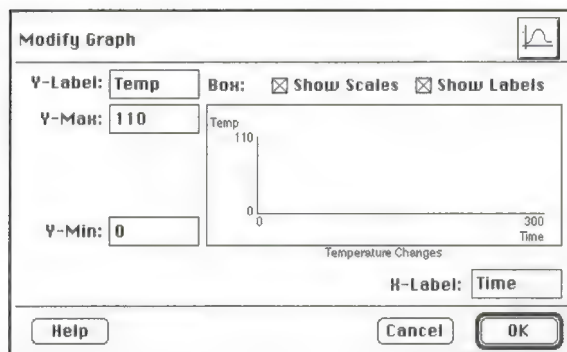 Modify Graph
Y-Label: Temp Box: Show Scales Show Labels
Y-Max: 110
Temp
110
0
0 300
Time
Y-Min: 0
Temperature Changes
X-Label: Time
Help Cancel OK